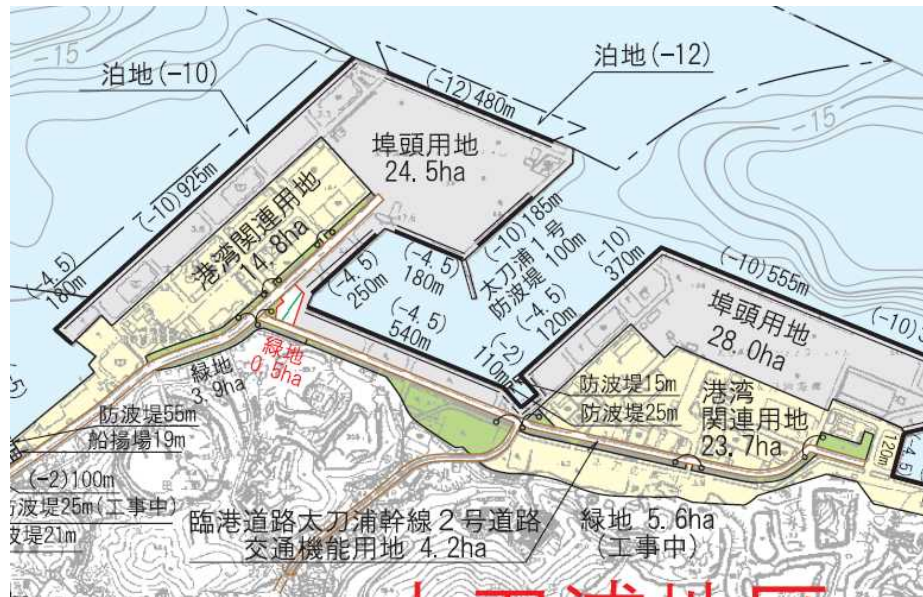 -15
泊地(-10)
泊地(-12)
(-12)480m
-15
埠頭用地
24.5ha
(-10)925m
港湾関連用地
14.8ha
(-10)185m
太刀浦1号
防波堤 100m
(-10)
370m
(-10)555m
(-4.5)
180m
(-4.5)
250m
(-4.5)
180m
(-4.5)
540m
(-4.5)
120m
(-2)
110m
埠頭用地
28.0ha
緑地
3.9ha
緑地
0.5ha
防波堤15m
防波堤25m
港湾
関連用地
23.7ha
120m
防波堤55m
船揚場19m
(-2)100m
防波堤25m(工事中)
波堤21m
臨港道路太刀浦幹線2号道路
交通機能用地 4.2ha
緑地 5.6ha
(工事中)